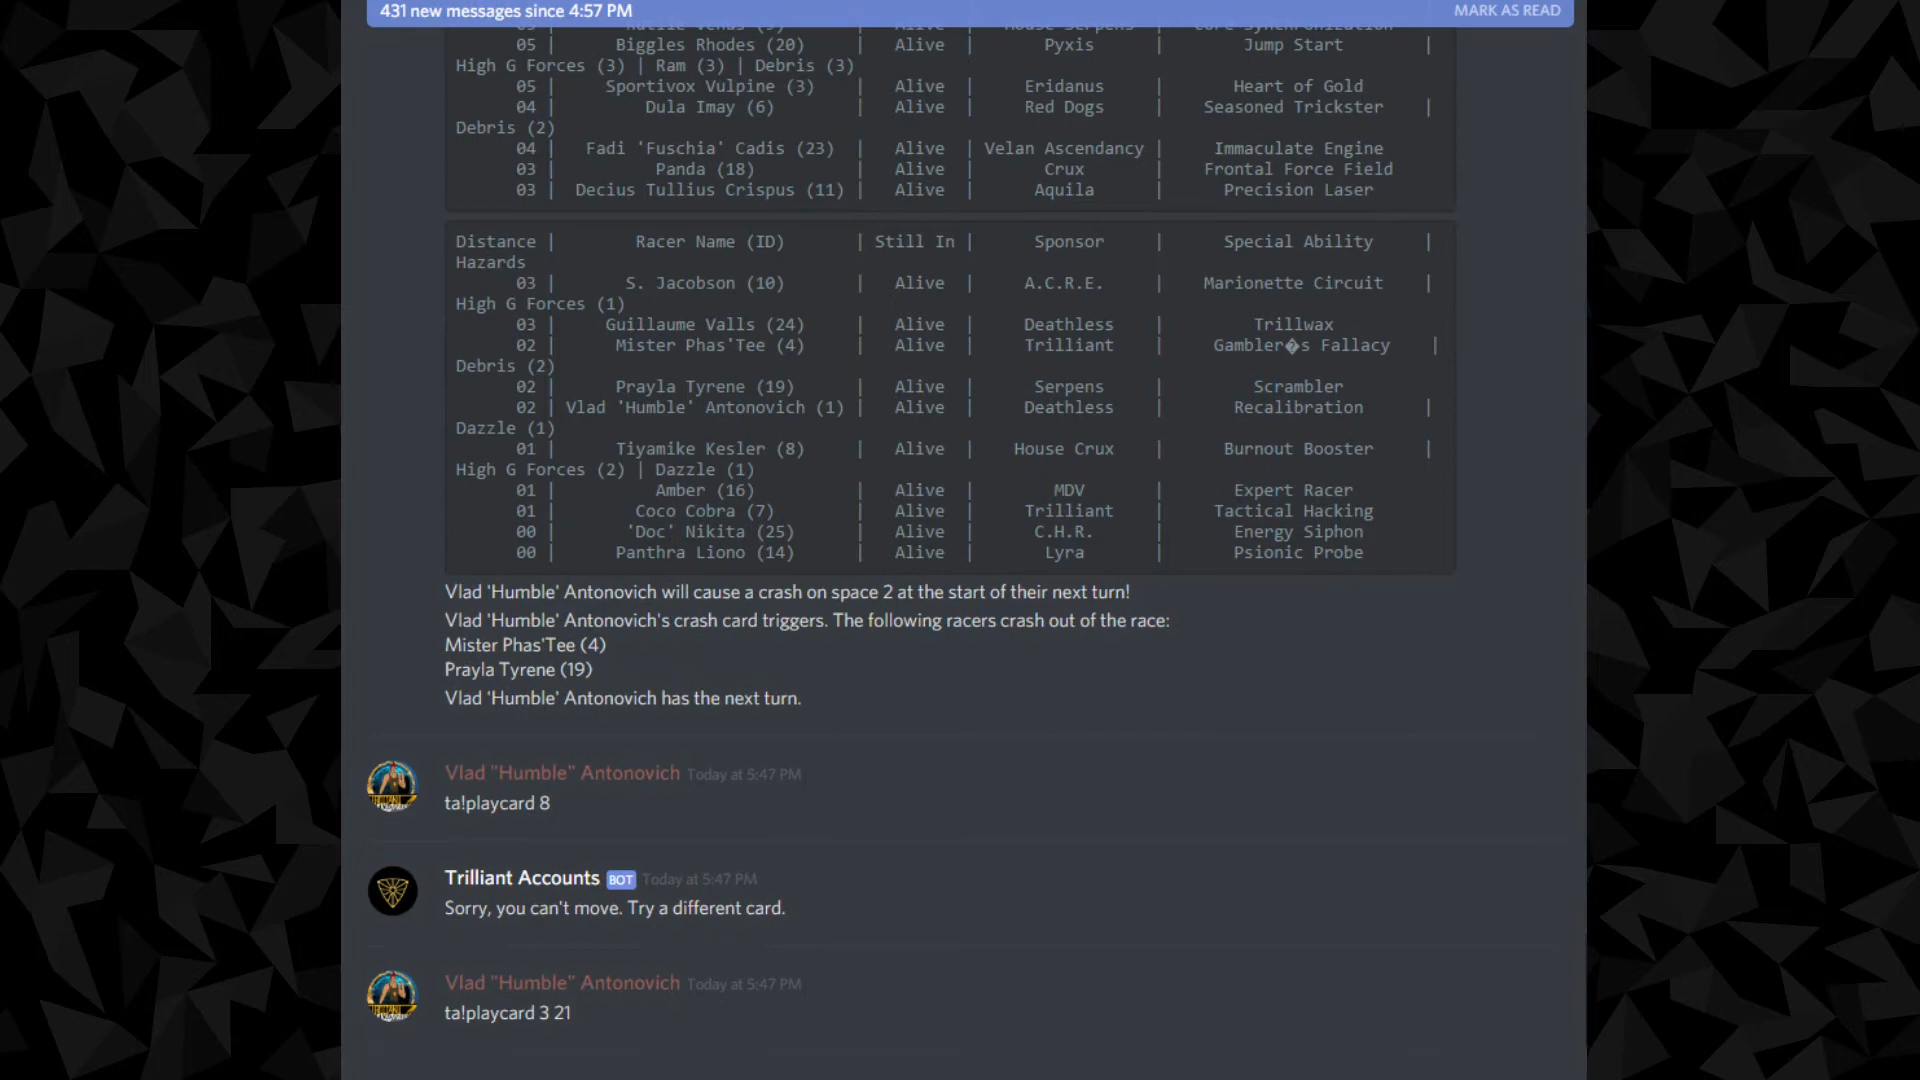 431 new messages since 4:57 PM MARK AS READ
05 | Biggles Rhodes (20) | Alive | Pyxis | Jump Start |
High G Forces (3) | Ram (3) | Debris (3)
05 | Sportivox Vulpine (3) | Alive | Eridanus | Heart of Gold
04 | Dula Imay (6) | Alive | Red Dogs | Seasoned Trickster |
Debris (2)
04 | Fadi 'Fuschia' Cadis (23) | Alive | Velan Ascendancy | Immaculate Engine
03 | Panda (18) | Alive | Crux | Frontal Force Field
03 | Decius Tullius Crispus (11) | Alive | Aquila | Precision Laser
Distance | Racer Name (ID) | Still In | Sponsor | Special Ability |
Hazards
03 | S. Jacobson (10) | Alive | A.C.R.E. | Marionette Circuit |
High G Forces (1)
03 | Guillaume Valls (24) | Alive | Deathless | Trillwax
02 | Mister Phas'Tee (4) | Alive | Trilliant | Gambler�s Fallacy |
Debris (2)
02 | Prayla Tyrene (19) | Alive | Serpens | Scrambler
02 | Vlad 'Humble' Antonovich (1) | Alive | Deathless | Recalibration |
Dazzle (1)
01 | Tiyamike Kesler (8) | Alive | House Crux | Burnout Booster |
High G Forces (2) | Dazzle (1)
01 | Amber (16) | Alive | MDV | Expert Racer
01 | Coco Cobra (7) | Alive | Trilliant | Tactical Hacking
00 | 'Doc' Nikita (25) | Alive | C.H.R. | Energy Siphon
00 | Panthra Liono (14) | Alive | Lyra | Psionic Probe
Vlad 'Humble' Antonovich will cause a crash on space 2 at the start of their next turn!
Vlad 'Humble' Antonovich's crash card triggers. The following racers crash out of the race:
Mister Phas'Tee (4)
Prayla Tyrene (19)
Vlad 'Humble' Antonovich has the next turn.
Vlad "Humble" Antonovich Today at 5:47 PM
ta!playcard 8
Trilliant Accounts BOT Today at 5:47 PM
Sorry, you can't move. Try a different card.
Vlad "Humble" Antonovich Today at 5:47 PM
ta!playcard 3 21